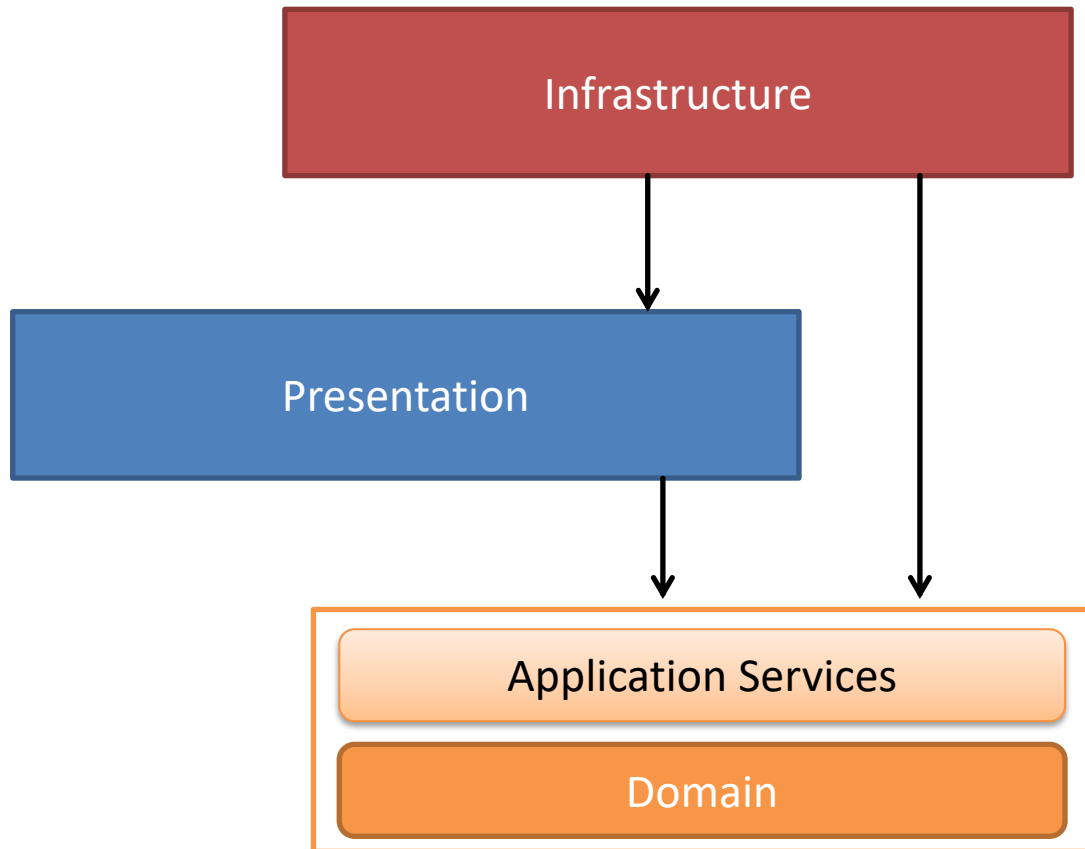 Infrastructure
Presentation
Application Services
Domain